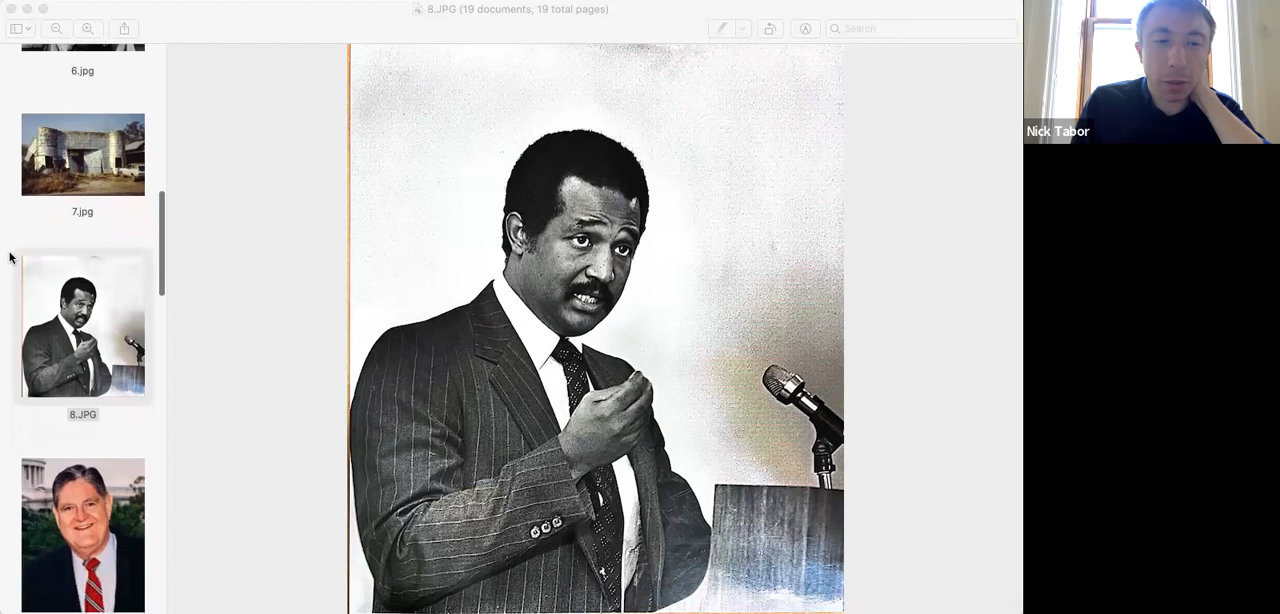 8.JPG (19 documents, 19 total pages)
Search
6.jpg
7.jpg
8.JPG
Nick Tabor